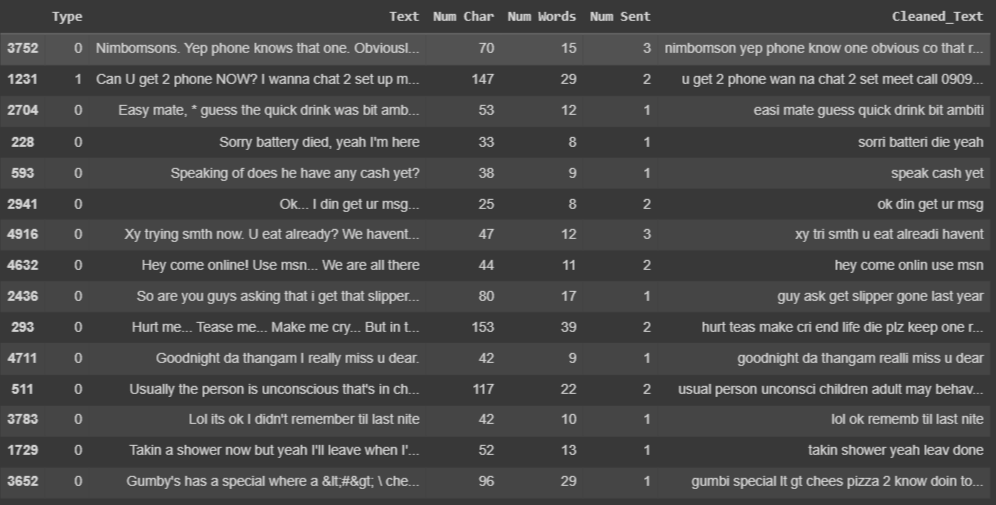 Type Text Num Char Num Words Num Sent Cleaned_Text
3752 0 Nimbomsons. Yep phone knows that one. Obviousl... 70 15 3 nimbomson yep phone know one obvious co that r...
1231 1 Can U get 2 phone NOW? I wanna chat 2 set up m... 147 29 2 u get 2 phone wan na chat 2 set meet call 0909...
2704 0 Easy mate, * guess the quick drink was bit amb... 53 12 1 easi mate guess quick drink bit ambiti
228 0 Sorry battery died, yeah I'm here 33 8 1 sorri batteri die yeah
593 0 Speaking of does he have any cash yet? 38 9 1 speak cash yet
2941 0 Ok... I din get ur msg... 25 8 2 ok din get ur msg
4916 0 Xy trying smth now. U eat already? We havent... 47 12 3 xy tri smth u eat alreadi havent
4632 0 Hey come online! Use msn... We are all there 44 11 2 hey come onlin use msn
2436 0 So are you guys asking that i get that slipper... 80 17 1 guy ask get slipper gone last year
293 0 Hurt me... Tease me... Make me cry... But in t... 153 39 2 hurt teas make cri end life die plz keep one r...
4711 0 Goodnight da thangam I really miss u dear. 42 9 1 goodnight da thangam realli miss u dear
511 0 Usually the person is unconscious that's in ch... 117 22 2 usual person unconsci children adult may behav...
3783 0 Lol its ok I didn't remember til last nite 42 10 1 lol ok rememb til last nite
1729 0 Takin a shower now but yeah I'll leave when I'... 52 13 1 takin shower yeah leav done
3652 0 Gumby's has a special where a &lt;#&gt; \ che... 96 29 1 gumbi special lt gt chees pizza 2 know doin to...